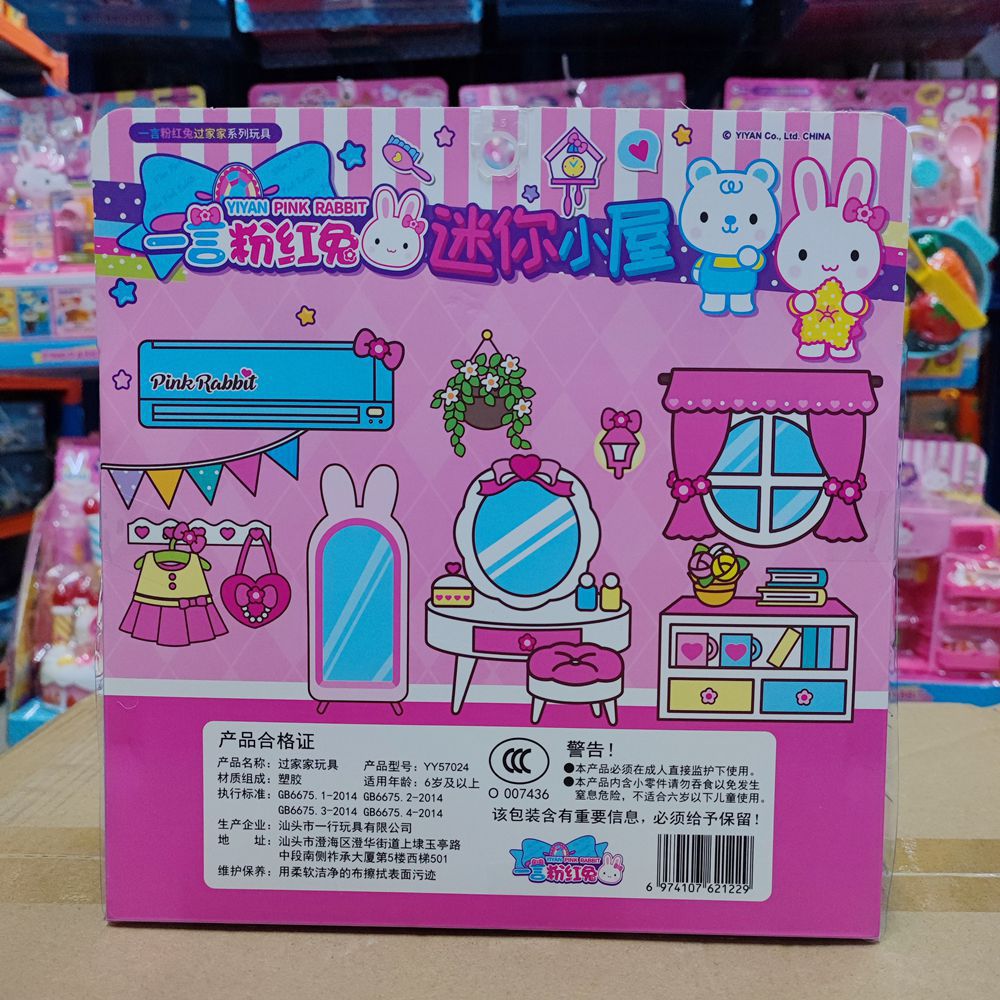 一言粉红兔过家家系列玩具
© YIYAN Co., Ltd. CHINA
YIYAN PINK RABBIT
一言粉红兔
迷你小屋
Pink Rabbit
产品合格证
产品名称：过家家玩具 产品型号：YY57024
材质组成：塑胶 适用年龄：6岁及以上
执行标准：GB6675.1-2014 GB6675.2-2014
GB6675.3-2014 GB6675.4-2014
生产企业：汕头市一行玩具有限公司
地 址：汕头市澄海区澄华街道上埭玉亭路
中段南侧祚承大厦第5楼西梯501
维护保养：用柔软洁净的布擦拭表面污迹
CCC
O 007436
警告！
●本产品必须在成人直接监护下使用。
●本产品内含小零件请勿吞食以免发生
窒息危险，不适合六岁以下儿童使用。
该包装含有重要信息，必须给予保留！
YIYAN PINK RABBIT
一言粉红兔
6 974107 621229